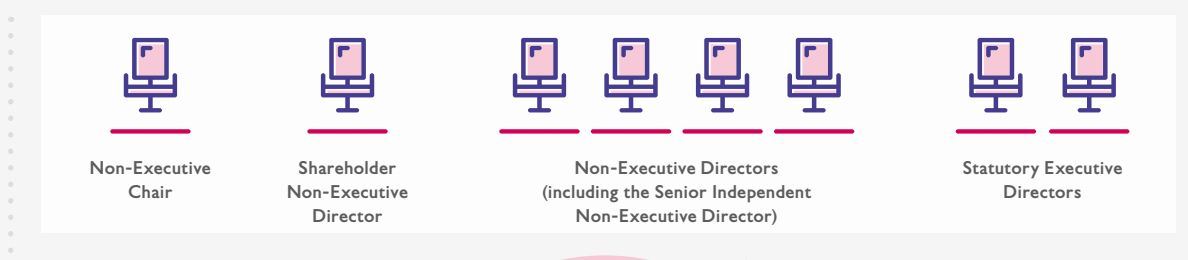 Non-Executive
Chair
Shareholder
Non-Executive
Director
Non-Executive Directors
(including the Senior Independent
Non-Executive Director)
Statutory Executive
Directors